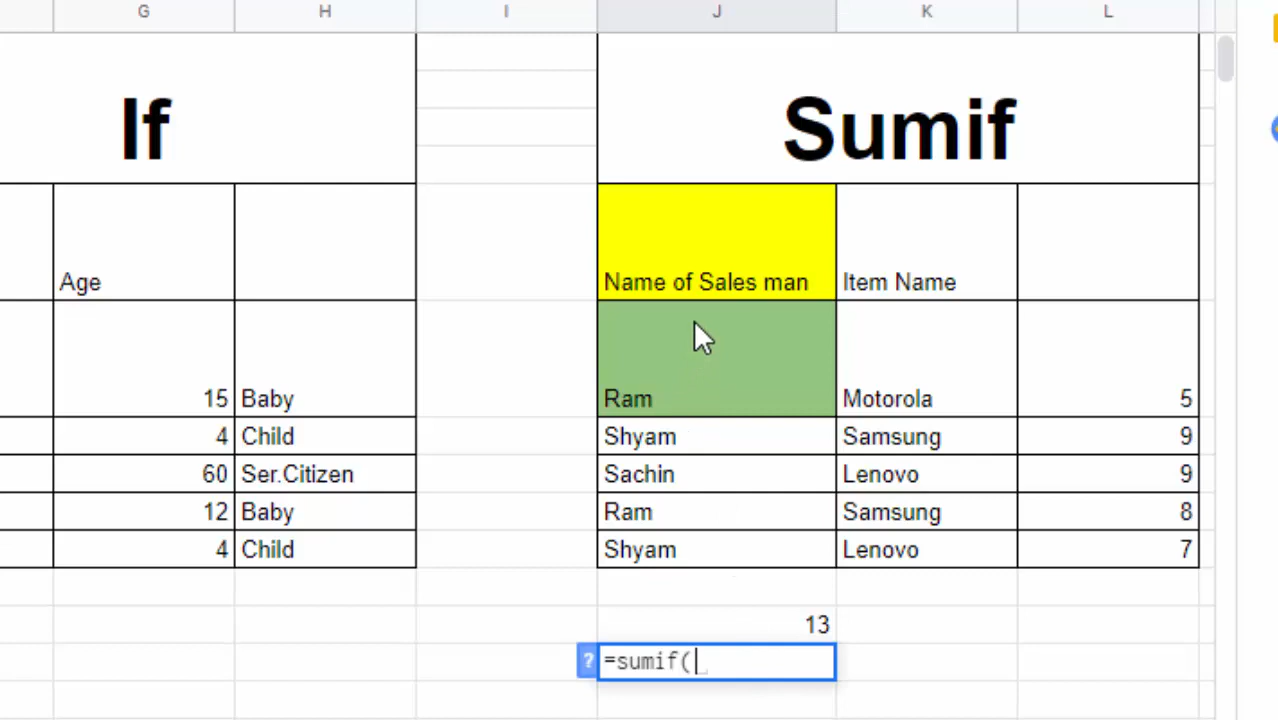 G H I J K L
If Sumif
Age Name of Sales man Item Name
15 Baby Ram Motorola 5
4 Child Shyam Samsung 9
60 Ser.Citizen Sachin Lenovo 9
12 Baby Ram Samsung 8
4 Child Shyam Lenovo 7
13
? =sumif(